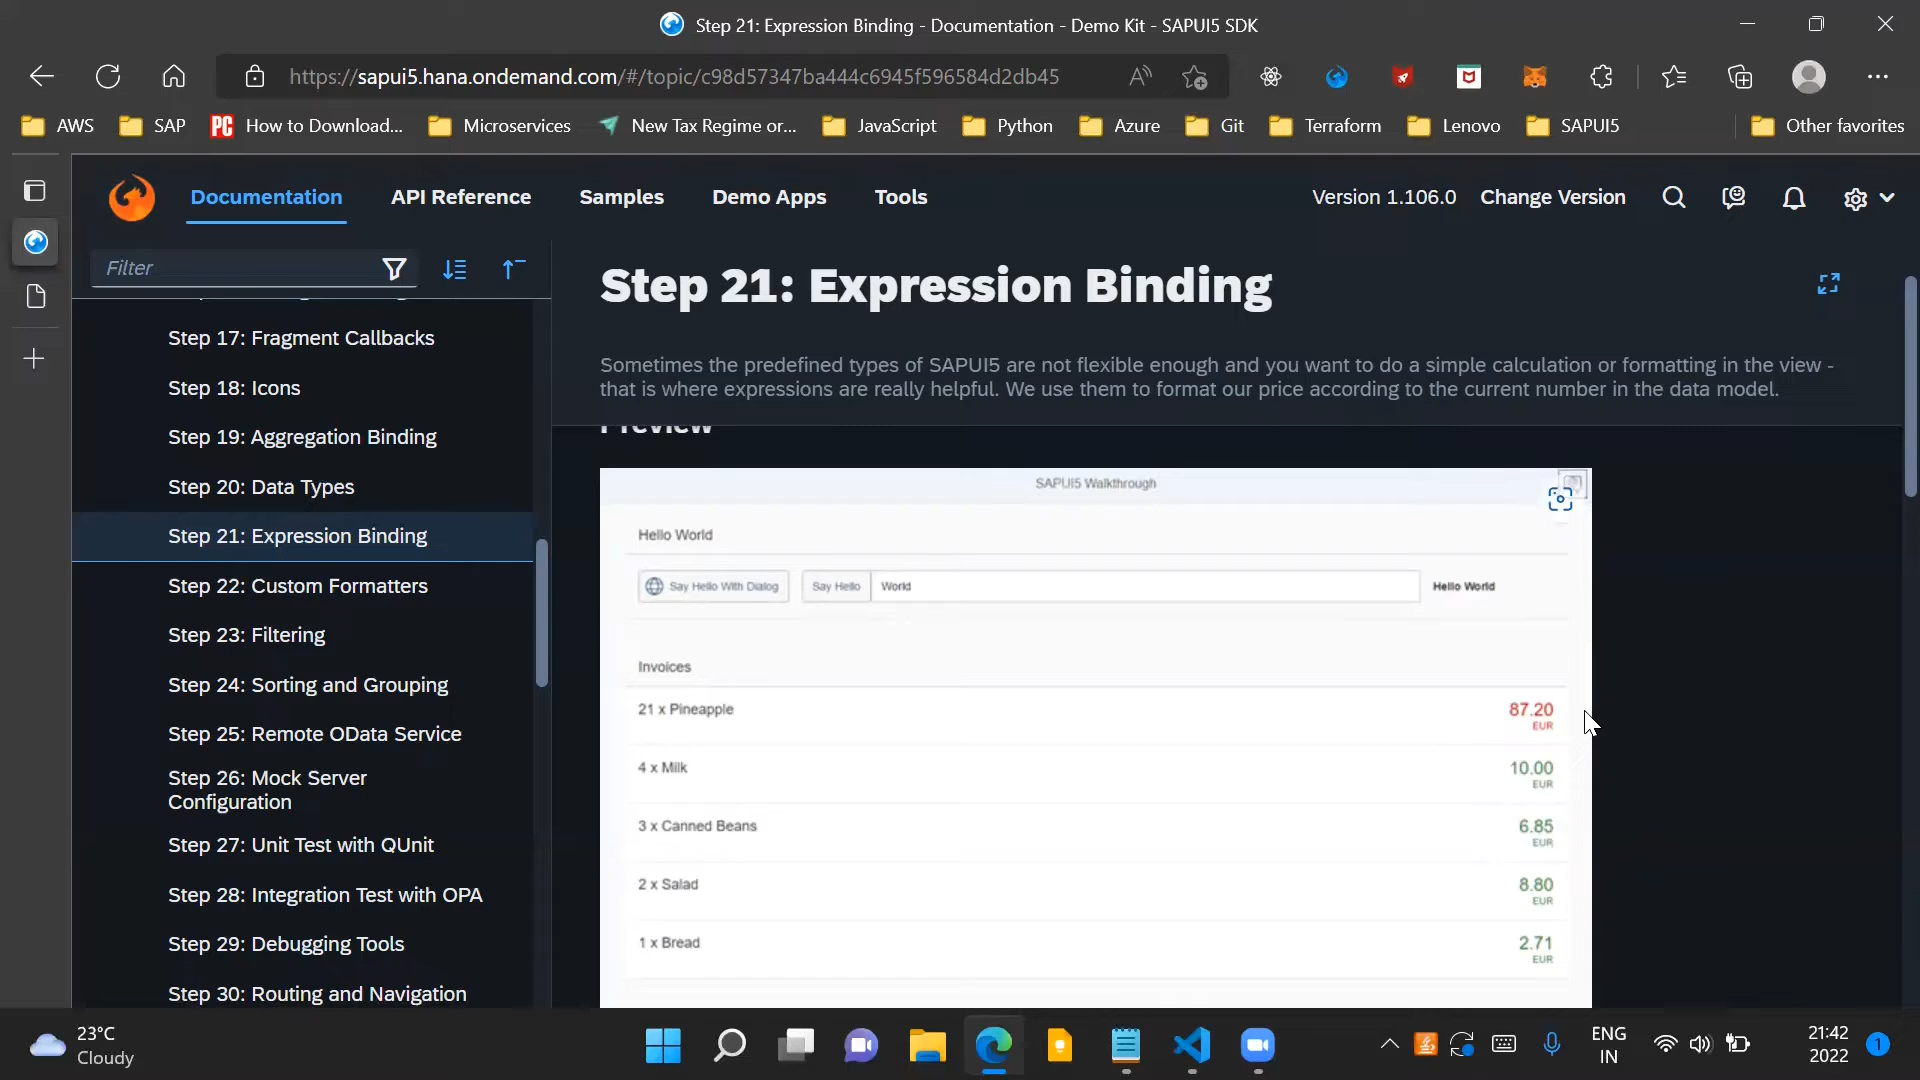 Step 21: Expression Binding - Documentation - Demo Kit - SAPUI5 SDK
https://sapui5.hana.ondemand.com/#/topic/c98d57347ba444c6945f596584d2db45
AWS SAP How to Download... Microservices New Tax Regime or... JavaScript Python Azure Git Terraform Lenovo SAPUI5 Other favorites
Documentation API Reference Samples Demo Apps Tools Version 1.106.0 Change Version
Filter
Step 17: Fragment Callbacks
Step 18: Icons
Step 19: Aggregation Binding
Step 20: Data Types
Step 21: Expression Binding
Step 22: Custom Formatters
Step 23: Filtering
Step 24: Sorting and Grouping
Step 25: Remote OData Service
Step 26: Mock Server
Configuration
Step 27: Unit Test with QUnit
Step 28: Integration Test with OPA
Step 29: Debugging Tools
Step 30: Routing and Navigation
Step 21: Expression Binding
Sometimes the predefined types of SAPUI5 are not flexible enough and you want to do a simple calculation or formatting in the view -
that is where expressions are really helpful. We use them to format our price according to the current number in the data model.
Preview
SAPUI5 Walkthrough
Hello World
Say Hello With Dialog Say Hello World Hello World
Invoices
21 x Pineapple 87.20
EUR
4 x Milk 10.00
EUR
3 x Canned Beans 6.85
EUR
2 x Salad 8.80
EUR
1 x Bread 2.71
EUR
23°C
Cloudy
ENG
IN
21:42
2022
1